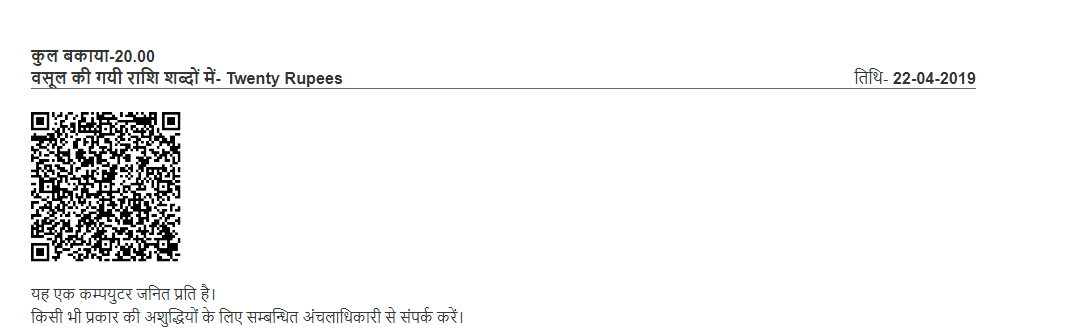 कुल बकाया-20.00
वसूल की गयी राशि शब्दों में- Twenty Rupees तिथि- 22-04-2019
यह एक कम्पयुटर जनित प्रति है।
किसी भी प्रकार की अशुद्धियों के लिए सम्बन्धित अंचलाधिकारी से संपर्क करें।